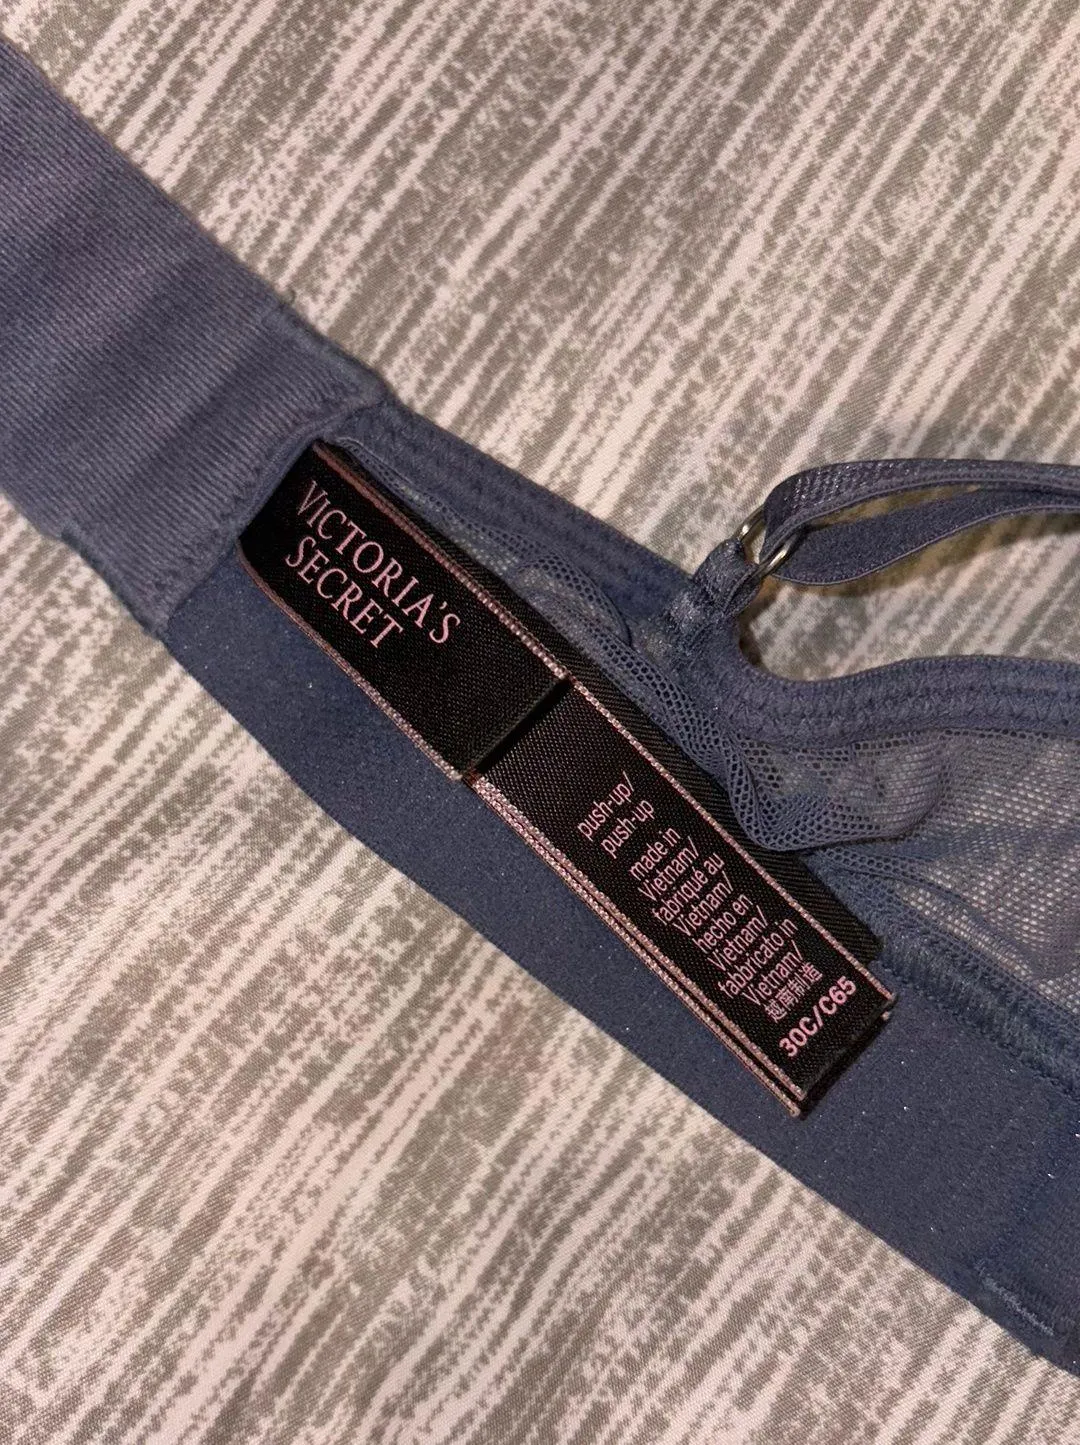 VICTORIA'S
SECRET
push-up/
push-up
made in
Vietnam/
fabriqué au
Vietnam/
hecho en
Vietnam/
fabbricato in
Vietnam/
越南制造
30C/C65